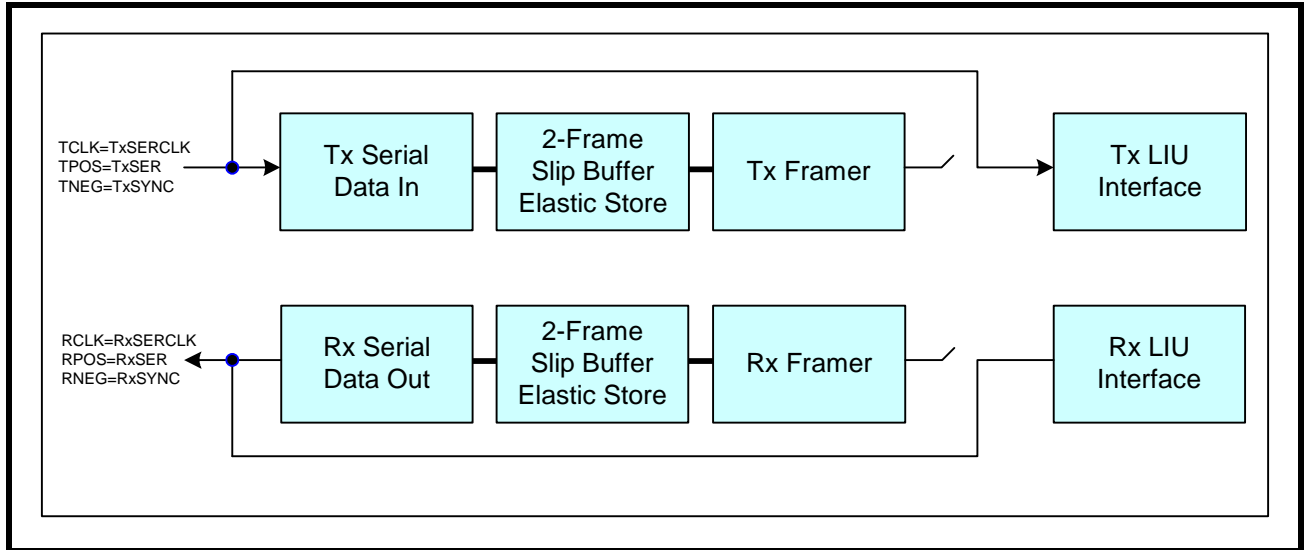 TCLK=TxSERCLK
TPOS=TxSER
TNEG=TxSYNC
Tx Serial
Data In
2-Frame
Slip Buffer
Elastic Store
Tx Framer
Tx LIU
Interface
RCLK=RxSERCLK
RPOS=RxSER
RNEG=RxSYNC
Rx Serial
Data Out
2-Frame
Slip Buffer
Elastic Store
Rx Framer
Rx LIU
Interface